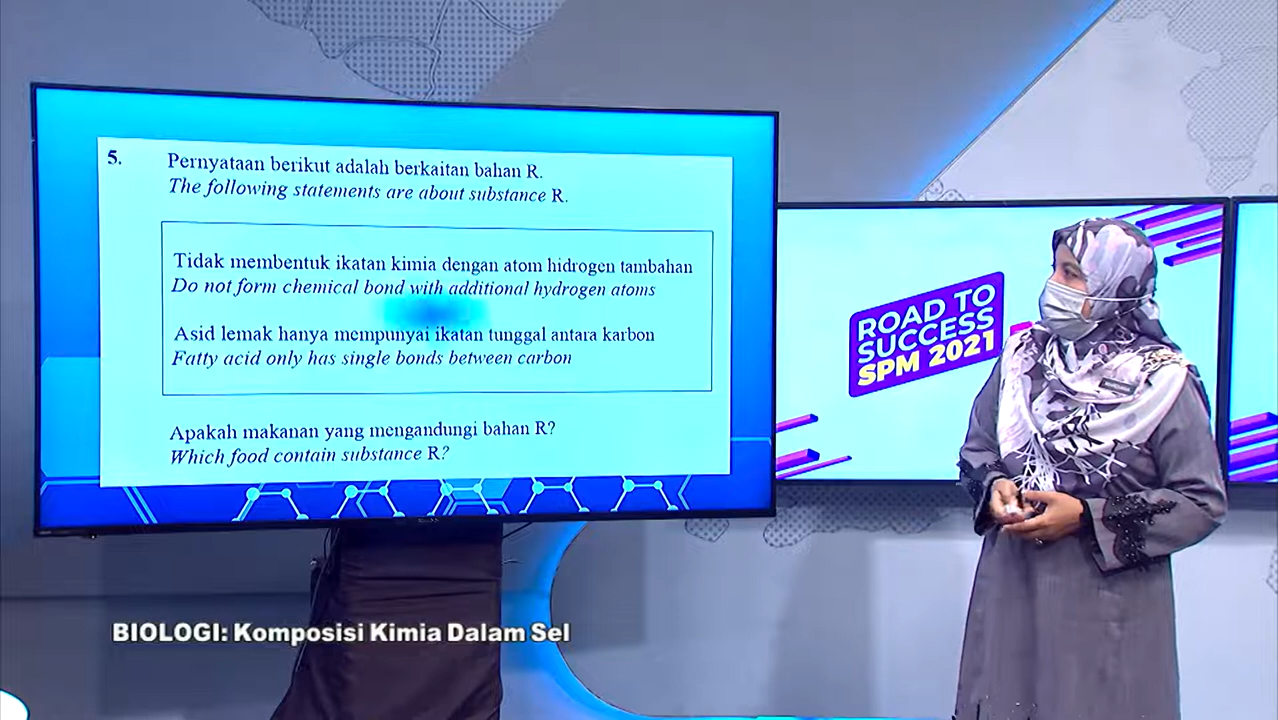 5. Pernyataan berikut adalah berkaitan bahan R.
The following statements are about substance R.
Tidak membentuk ikatan kimia dengan atom hidrogen tambahan
Do not form chemical bond with additional hydrogen atoms
Asid lemak hanya mempunyai ikatan tunggal antara karbon
Fatty acid only has single bonds between carbon
Apakah makanan yang mengandungi bahan R?
Which food contain substance R?
ROAD TO
SUCCESS
SPM 2021
BIOLOGI: Komposisi Kimia Dalam Sel